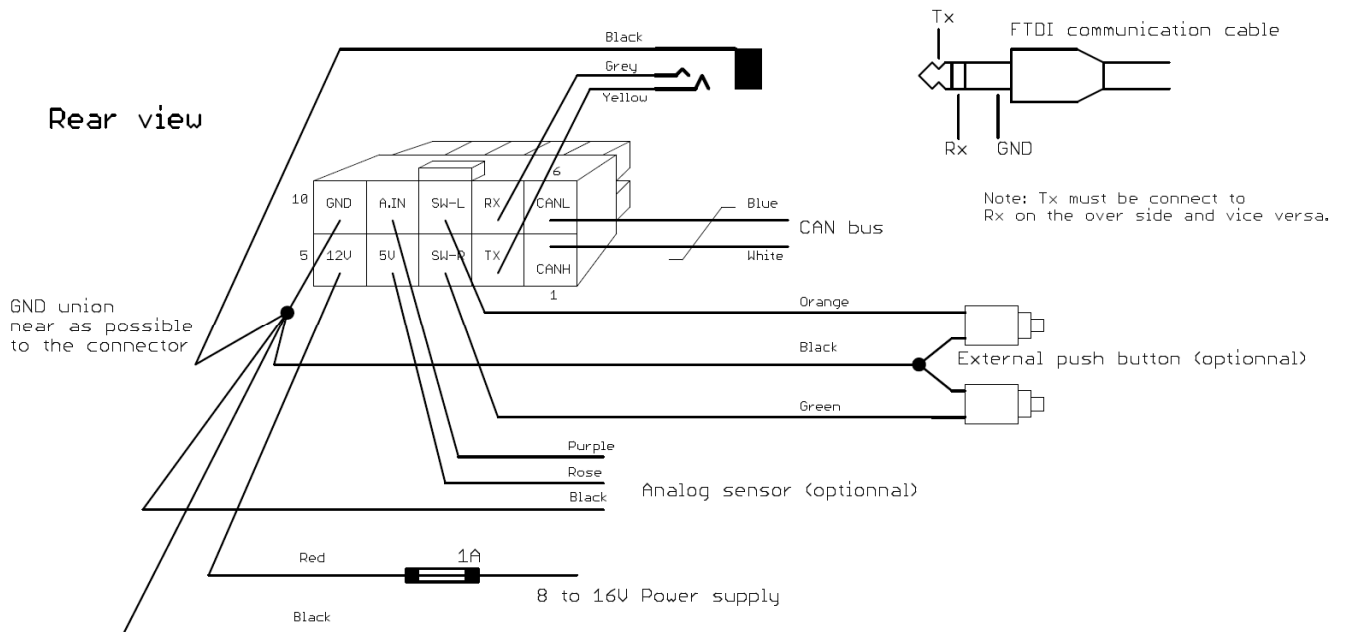 Tx
FTDI communication cable
Black
Grey
Yellow
Rear view
Rx
GND
6
10
GND
A.IN
SW-L
RX
CANL
Note: Tx must be connect to
Rx on the over side and vice versa.
Blue
CAN bus
White
5
12V
5V
SW-R
TX
CANH
1
GND union
near as possible
to the connector
Orange
Black
External push button (optionnal)
Green
Purple
Rose
Black
Analog sensor (optionnal)
Red
1A
8 to 16V Power supply
Black